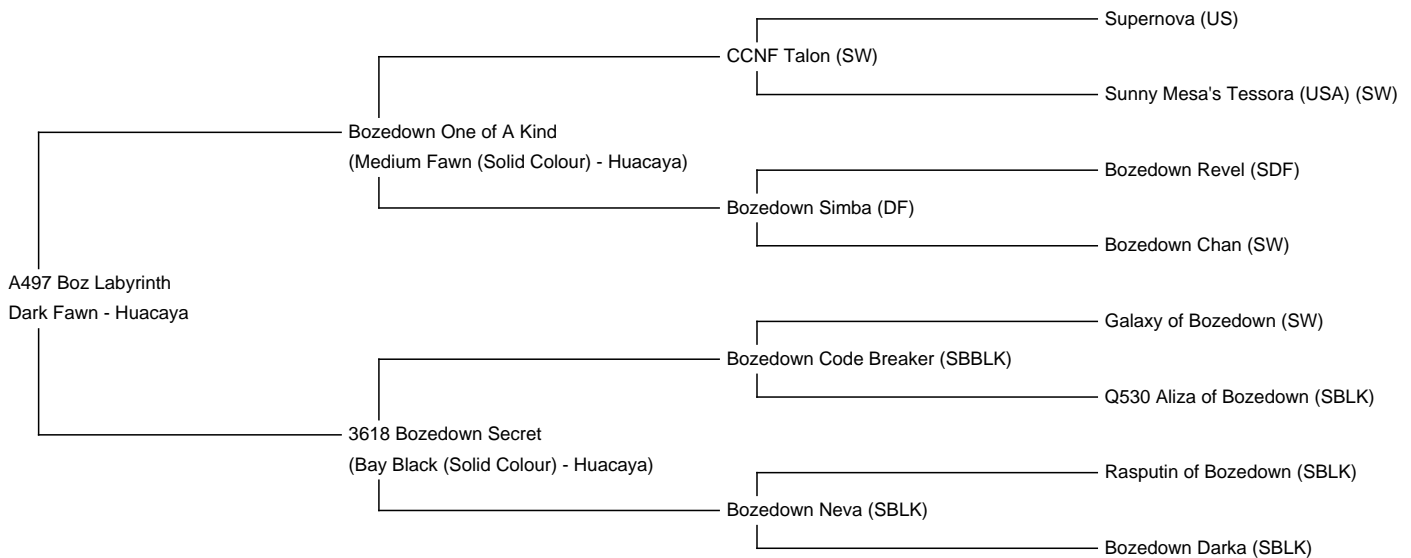 Supernova (US)
CCNF Talon (SW)
Sunny Mesa's Tessora (USA) (SW)
Bozedown One of A Kind
(Medium Fawn (Solid Colour) - Huacaya)
Bozedown Revel (SDF)
Bozedown Simba (DF)
Bozedown Chan (SW)
A497 Boz Labyrinth
Dark Fawn - Huacaya
Galaxy of Bozedown (SW)
Bozedown Code Breaker (SBBLK)
Q530 Aliza of Bozedown (SBLK)
3618 Bozedown Secret
(Bay Black (Solid Colour) - Huacaya)
Rasputin of Bozedown (SBLK)
Bozedown Neva (SBLK)
Bozedown Darka (SBLK)